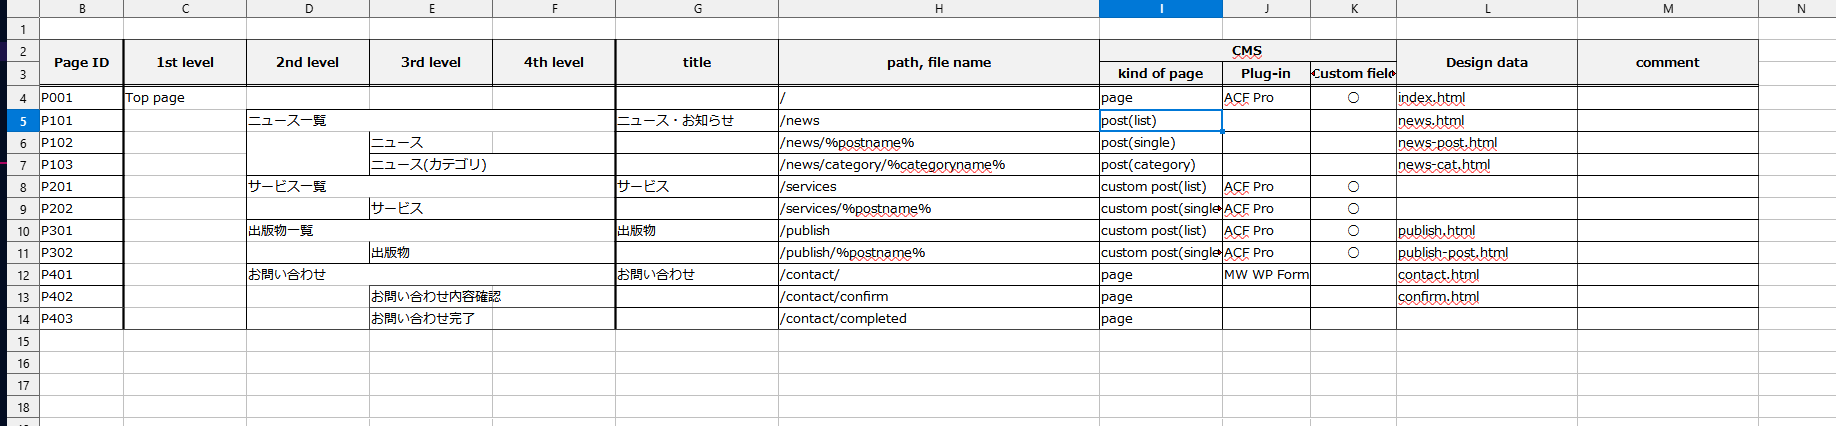 B C D E F G H I J K L M N
1
2 CMS
Page ID 1st level 2nd level 3rd level 4th level title path, file name Design data comment
3 kind of page Plug-in Custom field
4 P001 Top page / page ACF Pro ○ index.html
5 P101 ニュース一覧 ニュース・お知らせ /news post(list) news.html
6 P102 ニュース /news/%postname% post(single) news-post.html
7 P103 ニュース(カテゴリ) /news/category/%categoryname% post(category) news-cat.html
8 P201 サービス一覧 サービス /services custom post(list) ACF Pro ○
9 P202 サービス /services/%postname% custom post(single ACF Pro ○
10 P301 出版物一覧 出版物 /publish custom post(list) ACF Pro ○ publish.html
11 P302 出版物 /publish/%postname% custom post(single ACF Pro ○ publish-post.html
12 P401 お問い合わせ お問い合わせ /contact/ page MW WP Form contact.html
13 P402 お問い合わせ内容確認 /contact/confirm page confirm.html
14 P403 お問い合わせ完了 /contact/completed page
15
16
17
18